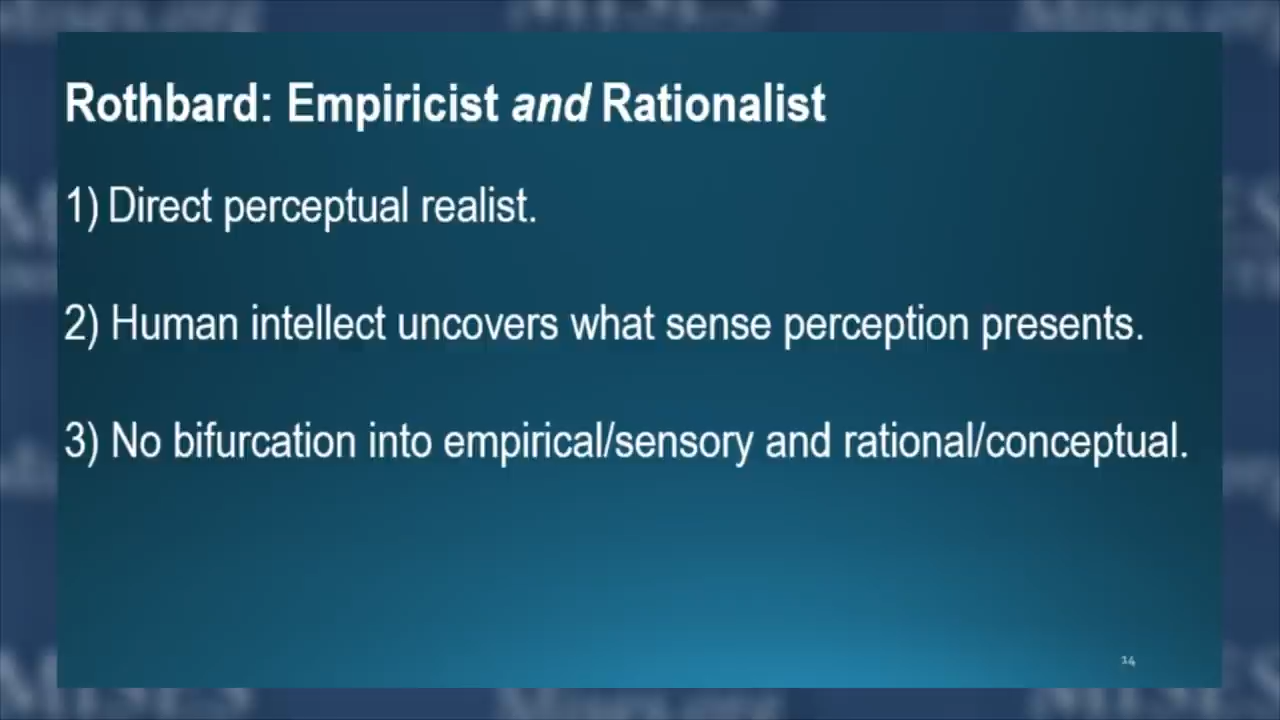 Rothbard: Empiricist and Rationalist
1) Direct perceptual realist.
2) Human intellect uncovers what sense perception presents.
3) No bifurcation into empirical/sensory and rational/conceptual.
14